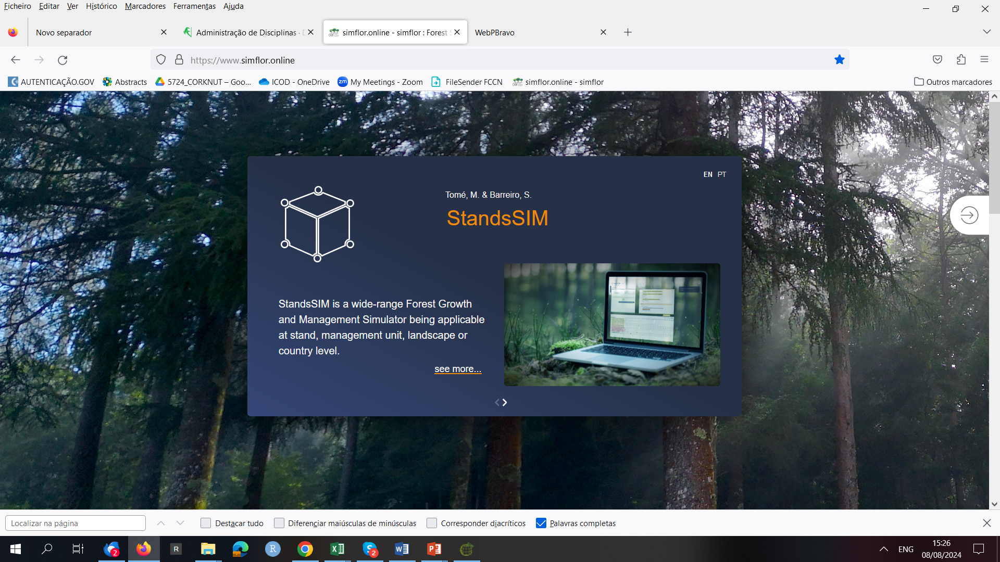 Ficheiro Editar Ver Histórico Marcadores Ferramentas Ajuda
Novo separador
Administração de Disciplinas · D
simflor.online - simflor : Forest S
WebPBravo
https://www.simflor.online
AUTENTICAÇÃO.GOV
Abstracts
5724_CORKNUT – Goo...
ICOD - OneDrive
zm
My Meetings - Zoom
FileSender FCCN
simflor.online - simflor
Outros marcadores
EN PT
Tomé, M. & Barreiro, S.
StandsSIM
StandsSIM is a wide-range Forest Growth
and Management Simulator being applicable
at stand, management unit, landscape or
country level.
see more...
Localizar na página
Destacar tudo
Diferenciar maiúsculas de minúsculas
Corresponder diacríticos
Palavras completas
2
R
R
2
ENG
15:26
08/08/2024